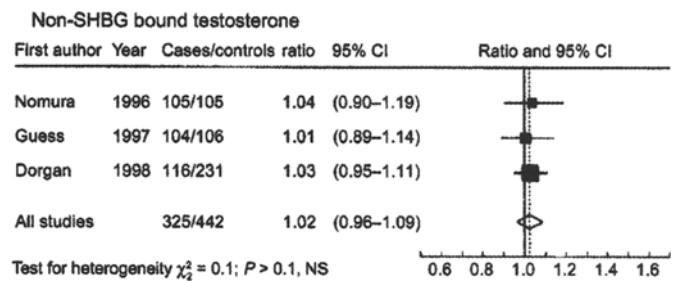 Non-SHBG bound testosterone
First author Year Cases/controls ratio 95% CI Ratio and 95% CI
Nomura 1996 105/105 1.04 (0.90–1.19)
Guess 1997 104/106 1.01 (0.89–1.14)
Dorgan 1998 116/231 1.03 (0.95–1.11)
All studies 325/442 1.02 (0.96–1.09)
0.6 0.8 1.0 1.2 1.4 1.6
Test for heterogeneity χ²₂ = 0.1; P > 0.1, NS